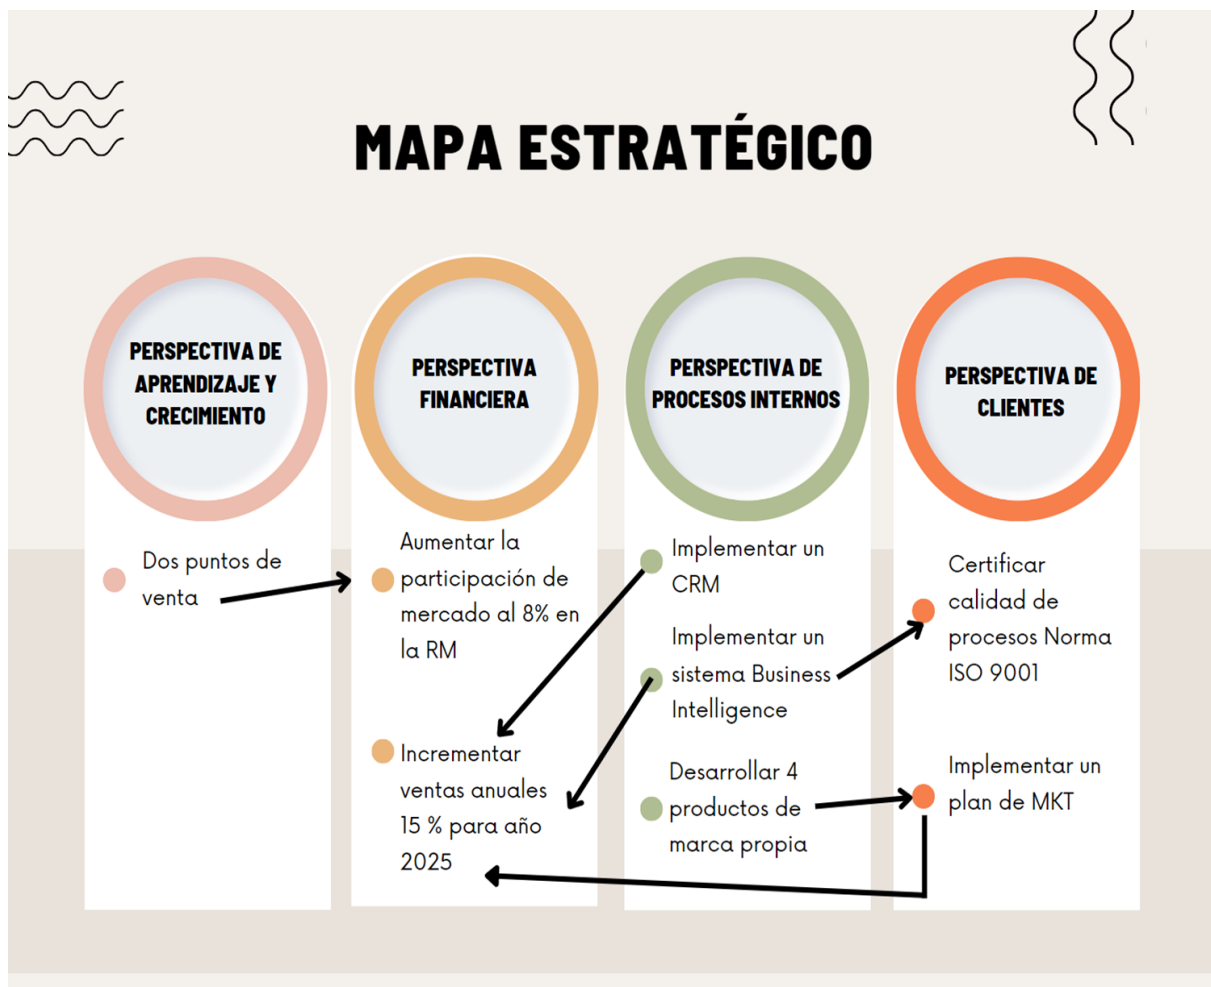 MAPA ESTRATÉGICO
PERSPECTIVA DE
APRENDIZAJE Y
CRECIMIENTO
Dos puntos de
venta
PERSPECTIVA
FINANCIERA
Aumentar la
participación de
mercado al 8% en
la RM
Incrementar
ventas anuales
15 % para año
2025
PERSPECTIVA DE
PROCESOS INTERNOS
Implementar un
CRM
Implementar un
sistema Business
Intelligence
Desarrollar 4
productos de
marca propia
PERSPECTIVA DE
CLIENTES
Certificar
calidad de
procesos Norma
ISO 9001
Implementar un
plan de MKT